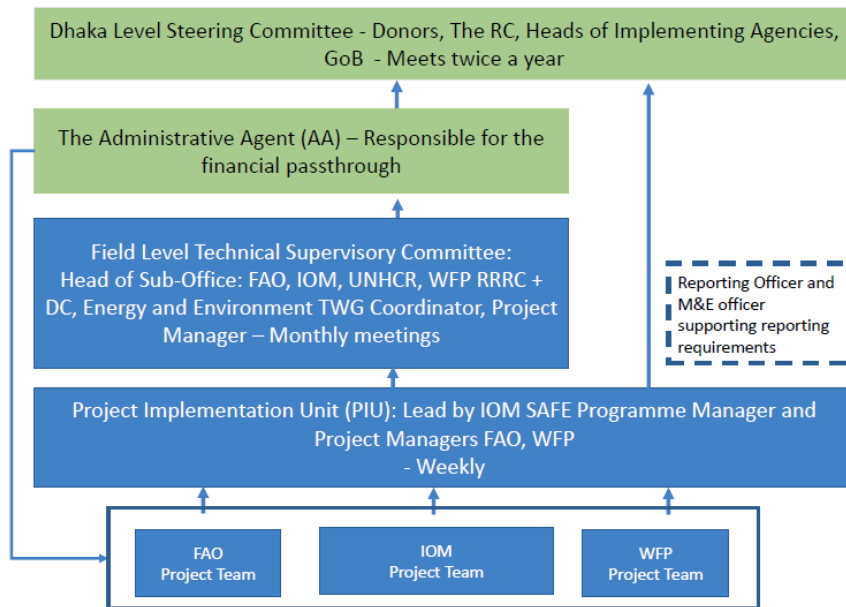 Dhaka Level Steering Committee - Donors, The RC, Heads of Implementing Agencies,
GoB - Meets twice a year
The Administrative Agent (AA) – Responsible for the
financial passthrough
Field Level Technical Supervisory Committee:
Head of Sub-Office: FAO, IOM, UNHCR, WFP RRRC +
DC, Energy and Environment TWG Coordinator, Project
Manager – Monthly meetings
Reporting Officer and
M&E officer
supporting reporting
requirements
Project Implementation Unit (PIU): Lead by IOM SAFE Programme Manager and
Project Managers FAO, WFP
- Weekly
FAO
Project Team
IOM
Project Team
WFP
Project Team